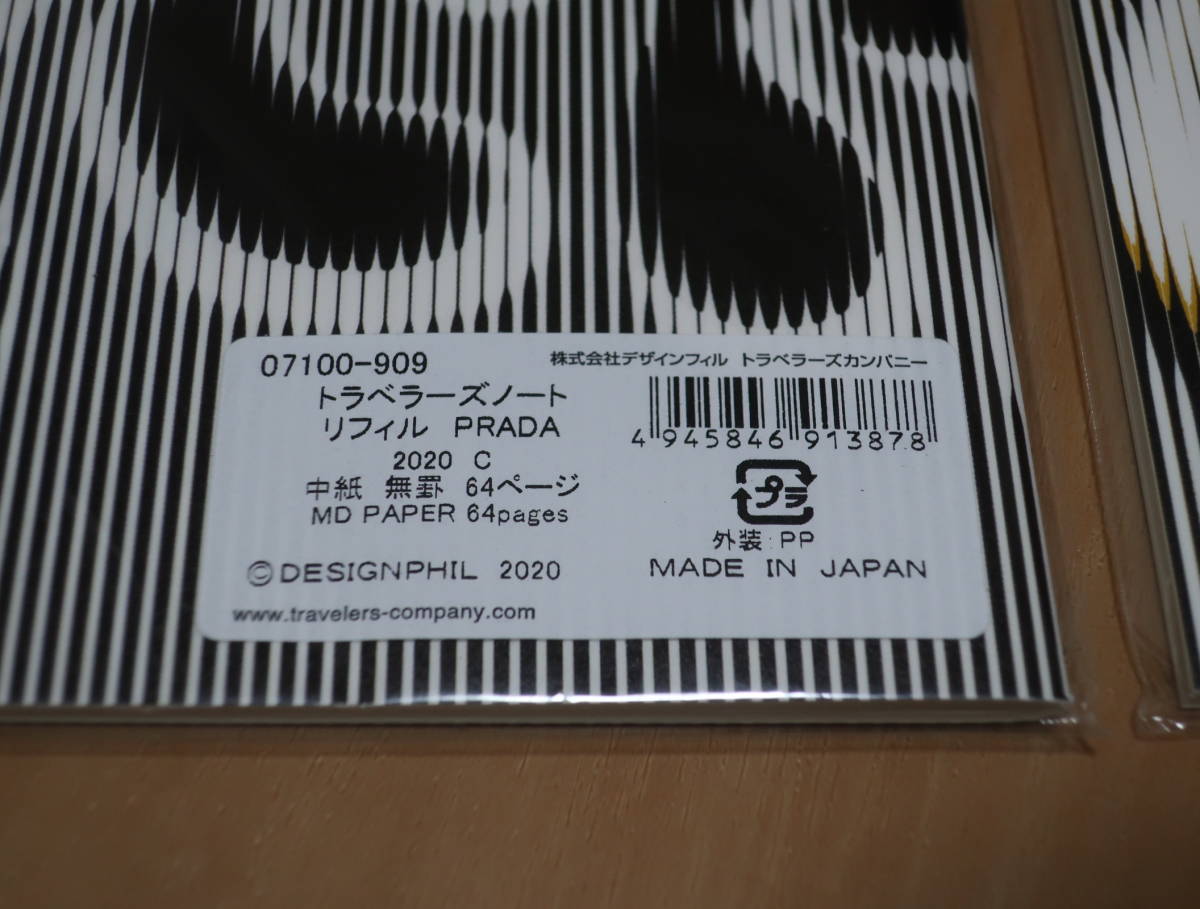 07100-909
株式会社デザインフィル トラベラーズカンパニー
トラベラーズノート
リフィル PRADA
2020 C
中紙 無罫 64ページ
MD PAPER 64pages
4 945846 913878
プラ
外装:PP
©DESIGNPHIL 2020
MADE IN JAPAN
www.travelers-company.com